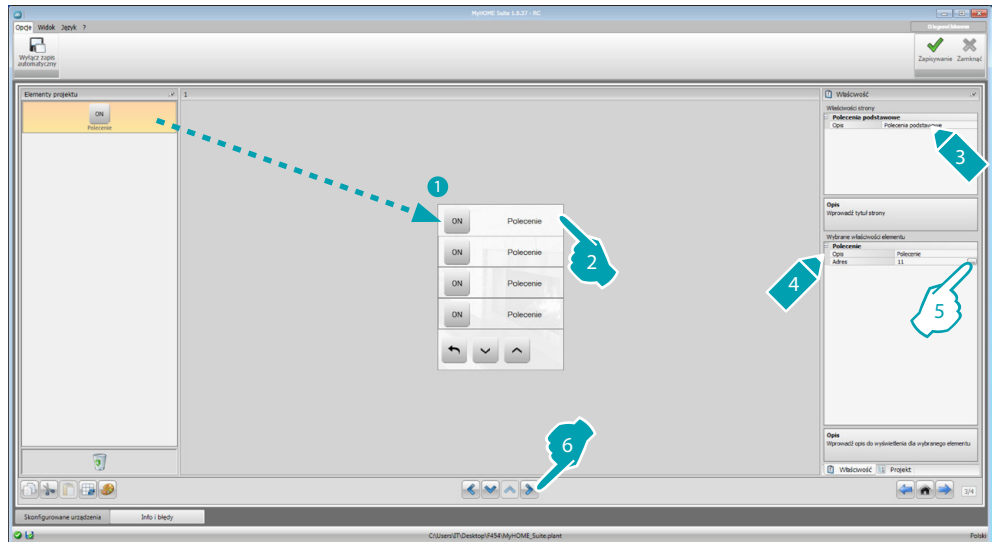 MyHOME Suite 1.0.37 - RC
Opcje Widok Język ?
Wyłącz zapis
automatyczny
Zapisywanie Zamknąć
Elementy projektu
ON
Polecenie
1
1
ON Polecenie
2
ON Polecenie
ON Polecenie
ON Polecenie
6
Właściwość
Właściwości strony
Polecenia podstawowe
Opis Polecenia podstawowe
3
Opis
Wprowadź tytuł strony
Wybrane właściwości elementu
Polecenie
Opis Polecenie
Adres 11
4
5
Opis
Wprowadź opis do wyświetlenia dla wybranego elementu
Właściwość Projekt
3/4
Skonfigurowane urządzenia Info i błędy
C:\Users\IT\Desktop\F454\MyHOME_Suite.plant
Polski